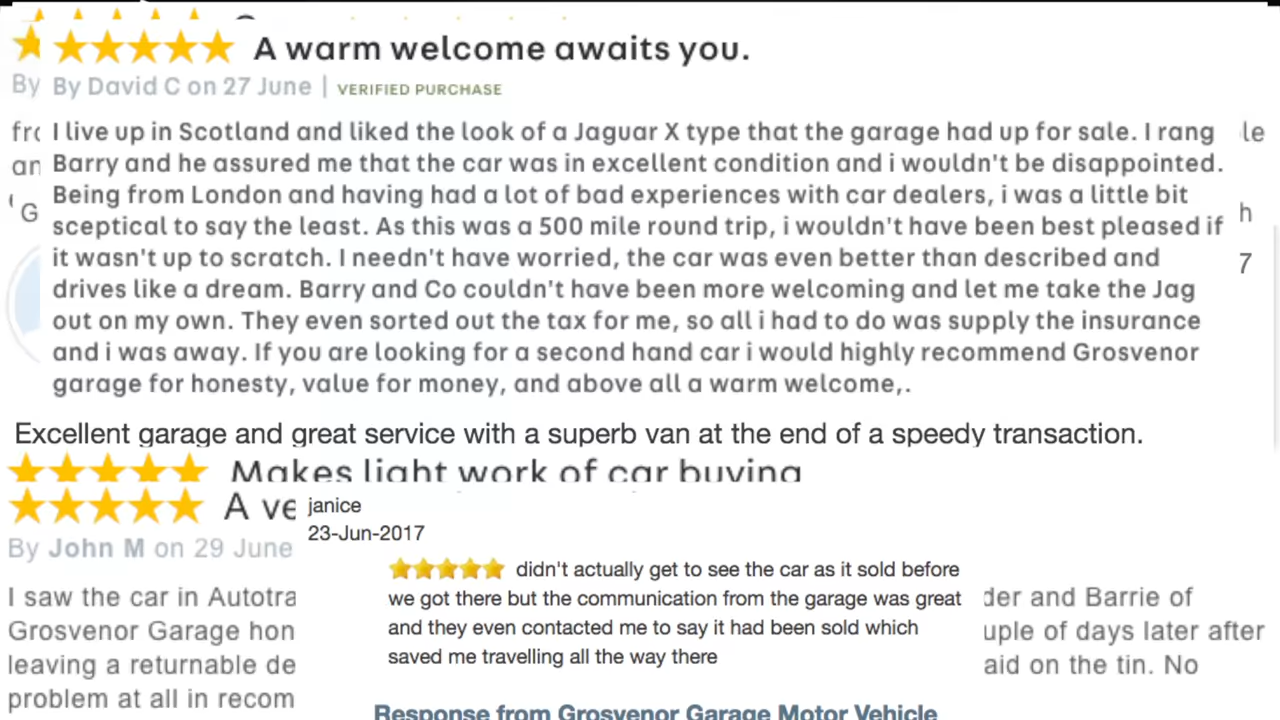 A warm welcome awaits you.
By By David C on 27 June | VERIFIED PURCHASE
I live up in Scotland and liked the look of a Jaguar X type that the garage had up for sale. I rang
Barry and he assured me that the car was in excellent condition and i wouldn't be disappointed.
Being from London and having had a lot of bad experiences with car dealers, i was a little bit
sceptical to say the least. As this was a 500 mile round trip, i wouldn't have been best pleased if
it wasn't up to scratch. I needn't have worried, the car was even better than described and
drives like a dream. Barry and Co couldn't have been more welcoming and let me take the Jag
out on my own. They even sorted out the tax for me, so all i had to do was supply the insurance
and i was away. If you are looking for a second hand car i would highly recommend Grosvenor
garage for honesty, value for money, and above all a warm welcome,.
Excellent garage and great service with a superb van at the end of a speedy transaction.
Makes light work of car buying
A ve
janice
23-Jun-2017
By John M on 29 June
didn't actually get to see the car as it sold before
we got there but the communication from the garage was great
and they even contacted me to say it had been sold which
saved me travelling all the way there
I saw the car in Autotra der and Barrie of
Grosvenor Garage hon uple of days later after
leaving a returnable de aid on the tin. No
problem at all in recom
Response from Grosvenor Garage Motor Vehicle